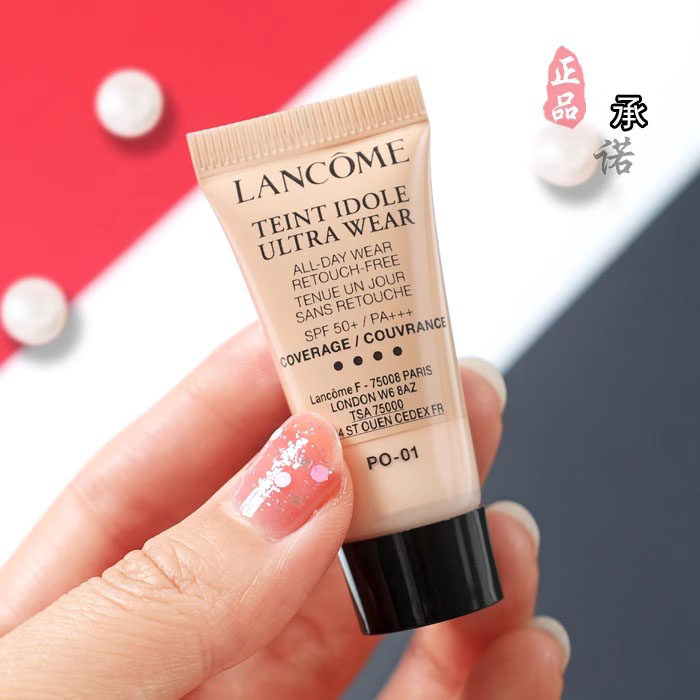 LANCÔME
TEINT IDOLE
ULTRA WEAR
ALL-DAY WEAR
RETOUCH-FREE
TENUE UN JOUR
SANS RETOUCHE
SPF 50+ / PA+++
COVERAGE / COUVRANCE
Lancôme F - 75008 PARIS
LONDON W6 8AZ
TSA 75000
4 ST OUEN CEDEX FR
PO-01
正品
承诺